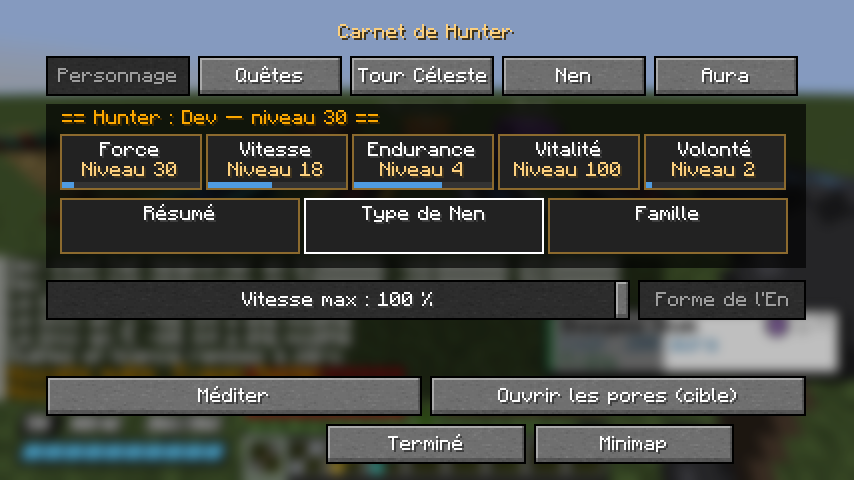 Carnet de Hunter
Personnage Quêtes Tour Céleste Nen Aura
== Hunter : Dev — niveau 30 ==
Force Vitesse Endurance Vitalité Volonté
Niveau 30 Niveau 18 Niveau 4 Niveau 100 Niveau 2
Résumé Type de Nen Famille
Vitesse max : 100 % Forme de l'En
Méditer Ouvrir les pores (cible)
Terminé Minimap